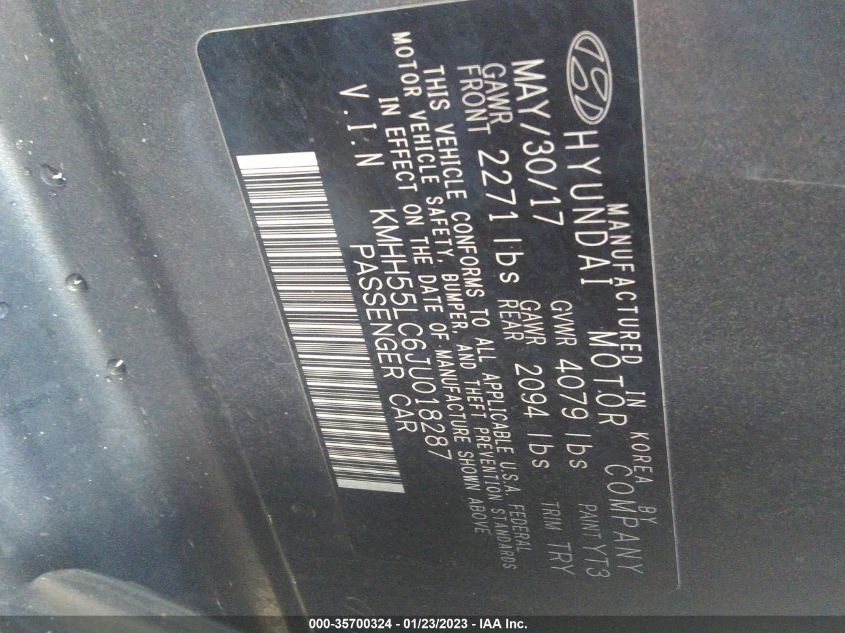 MANUFACTURED IN KOREA BY
HYUNDAI MOTOR COMPANY
MAY/30/17 GVWR 4079 lbs PAINT YT3
GAWR FRONT 2271 lbs GAWR REAR 2094 lbs TRIM TRY
THIS VEHICLE CONFORMS TO ALL APPLICABLE U.S.A. FEDERAL
MOTOR VEHICLE SAFETY, BUMPER, AND THEFT PREVENTION STANDARDS
IN EFFECT ON THE DATE OF MANUFACTURE SHOWN ABOVE
V.I.N KMHH55LC6JU018287
PASSENGER CAR
000-35700324 - 01/23/2023 - IAA Inc.